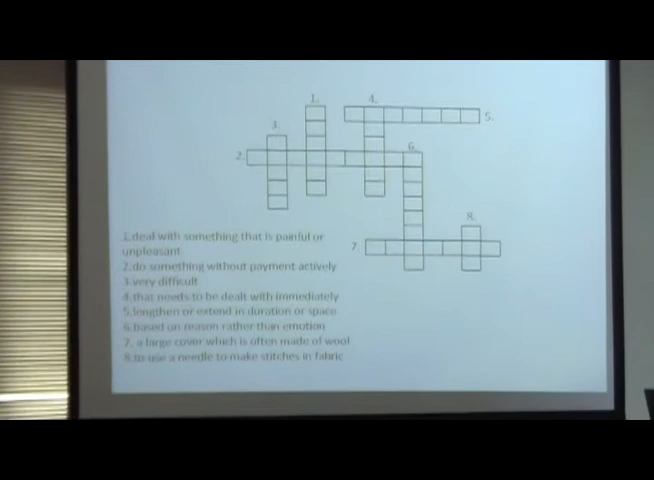 1.
4.
5.
3.
6.
2.
8.
7.
1.deal with something that is painful or
unpleasant
2.do something without payment actively
3.very difficult
4.that needs to be dealt with immediately
5.lengthen or extend in duration or space
6.based on reason rather than emotion
7. a large cover which is often made of wool
8.to use a needle to make stitches in fabric